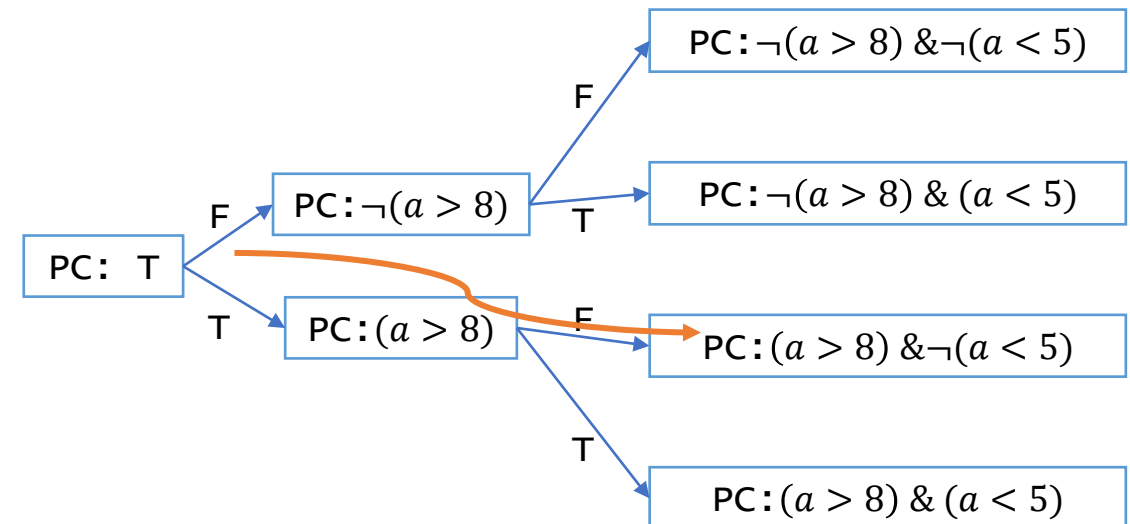 PC:¬(𝑎 > 8) &¬(𝑎 < 5)
F
PC:¬(𝑎 > 8)
PC:¬(𝑎 > 8) & (𝑎 < 5)
F
T
PC: T
T
PC:(𝑎 > 8)
F
PC:(𝑎 > 8) &¬(𝑎 < 5)
T
PC:(𝑎 > 8) & (𝑎 < 5)